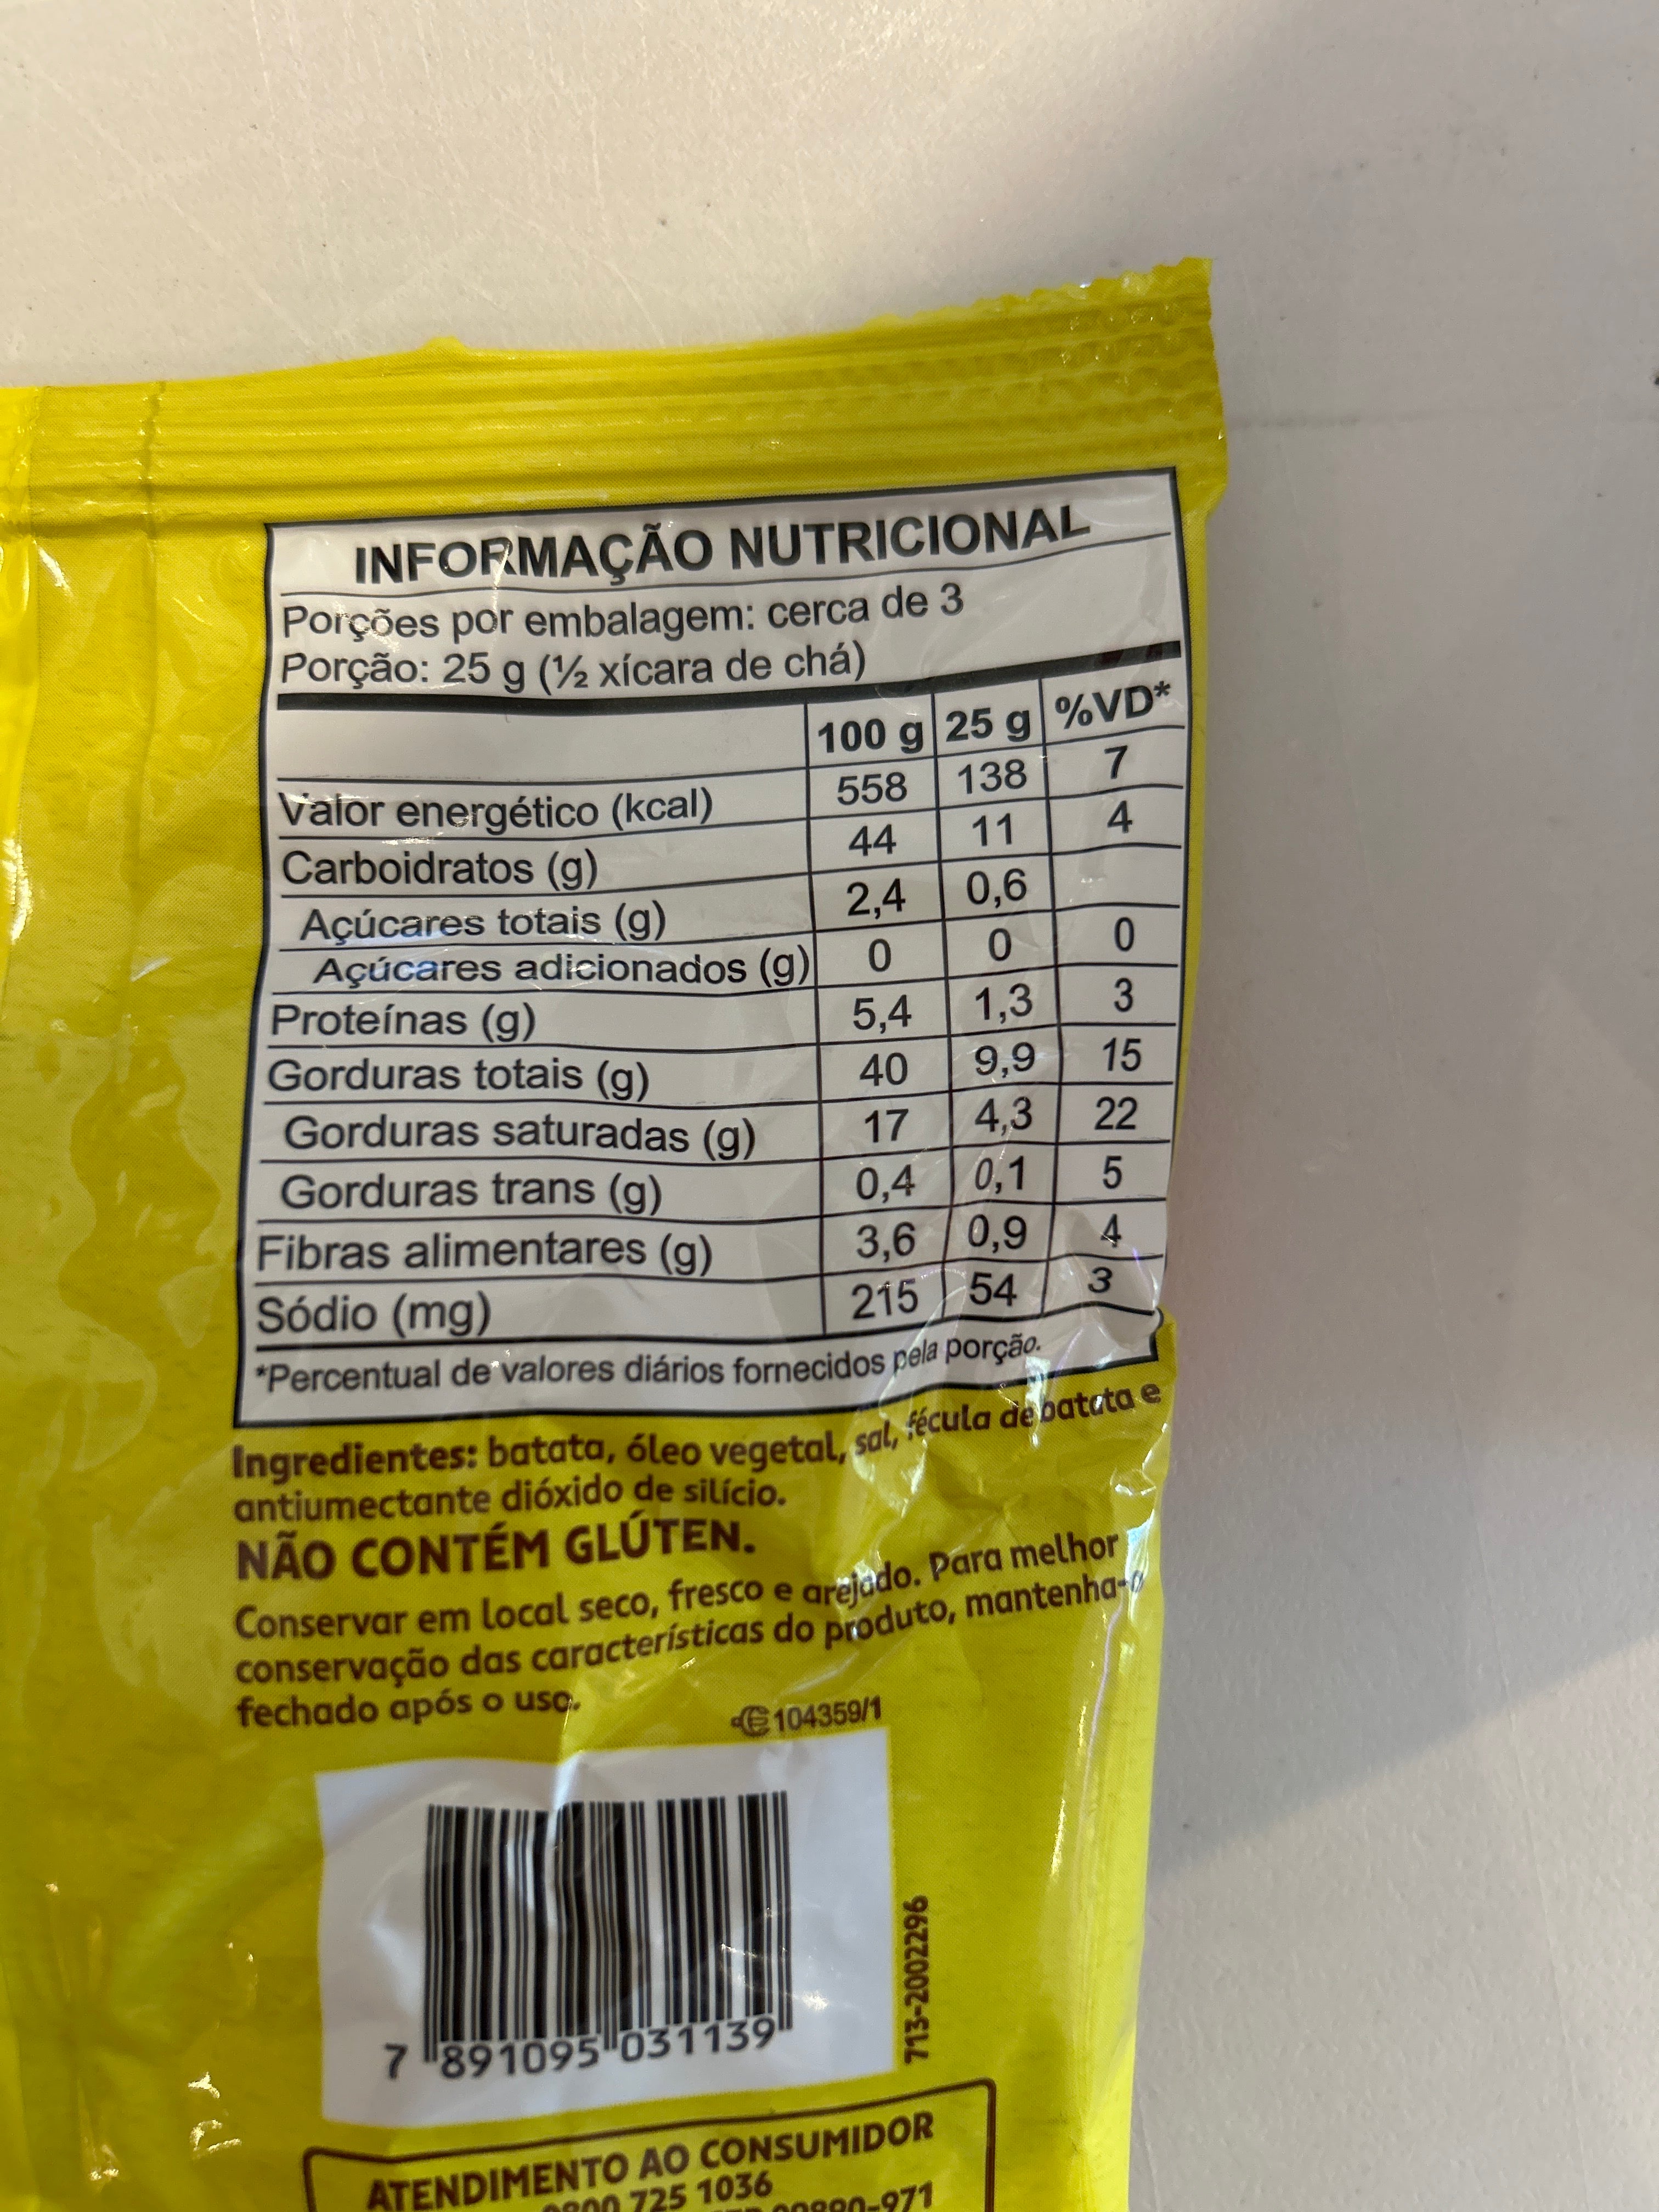 INFORMAÇÃO NUTRICIONAL
Porções por embalagem: cerca de 3
Porção: 25 g (½ xícara de chá)
100 g 25 g %VD*
Valor energético (kcal) 558 138 7
Carboidratos (g) 44 11 4
Açúcares totais (g) 2,4 0,6
Açúcares adicionados (g) 0 0 0
Proteínas (g) 5,4 1,3 3
Gorduras totais (g) 40 9,9 15
Gorduras saturadas (g) 17 4,3 22
Gorduras trans (g) 0,4 0,1 5
Fibras alimentares (g) 3,6 0,9 4
Sódio (mg) 215 54 3
*Percentual de valores diários fornecidos pela porção.
Ingredientes: batata, óleo vegetal, sal, fécula de batata e
antiumectante dióxido de silício.
NÃO CONTÉM GLÚTEN.
Conservar em local seco, fresco e arejado. Para melhor
conservação das características do produto, mantenha-o
fechado após o uso.
104359/1
7 891095 031139
713-2002296
ATENDIMENTO AO CONSUMIDOR
0800 725 1036
00890-971